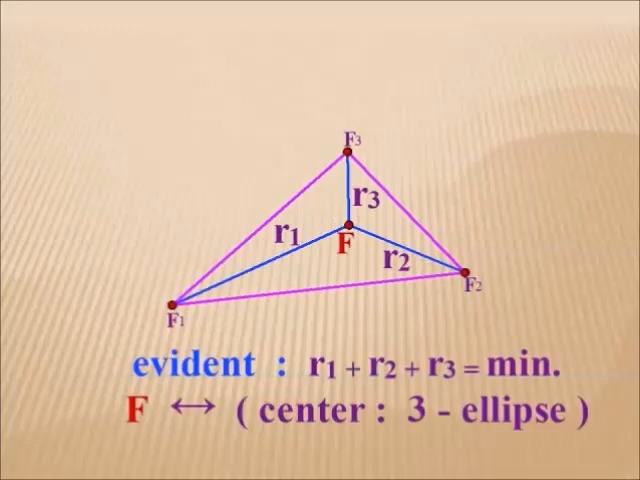 F3
r3
r1
F
r2
F2
F1
evident : r1 + r2 + r3 = min.
F ↔ ( center : 3 - ellipse )